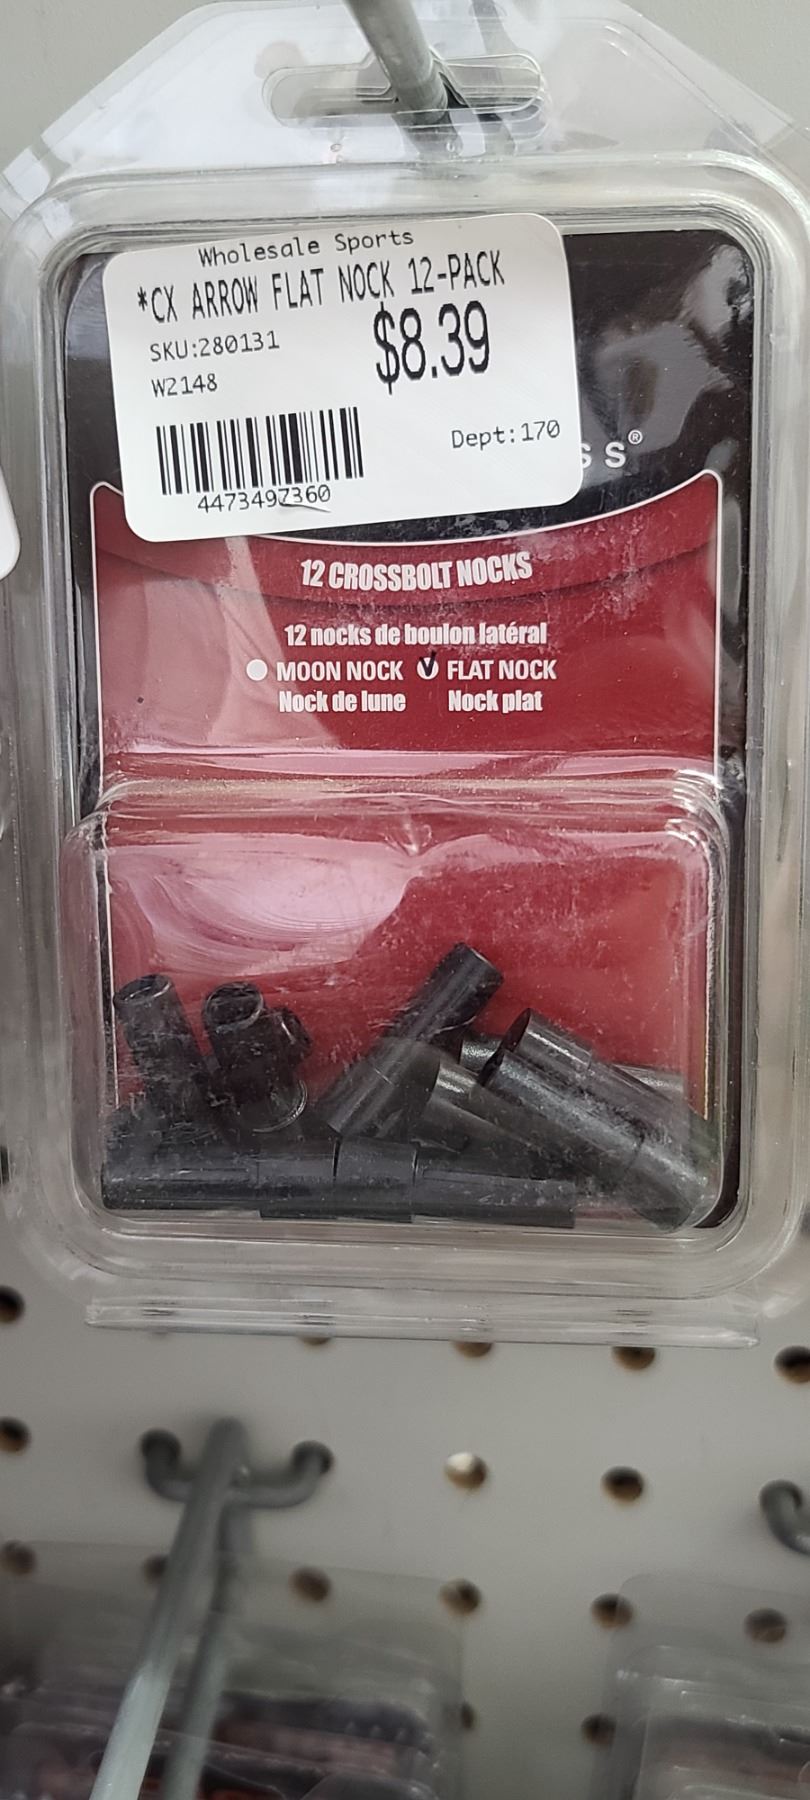 Wholesale Sports
*CX ARROW FLAT NOCK 12-PACK
SKU:280131
$8.39
W2148
Dept:170
4473497360
S S®
12 CROSSBOLT NOCKS
12 nocks de boulon latéral
MOON NOCK FLAT NOCK
Nock de lune Nock plat